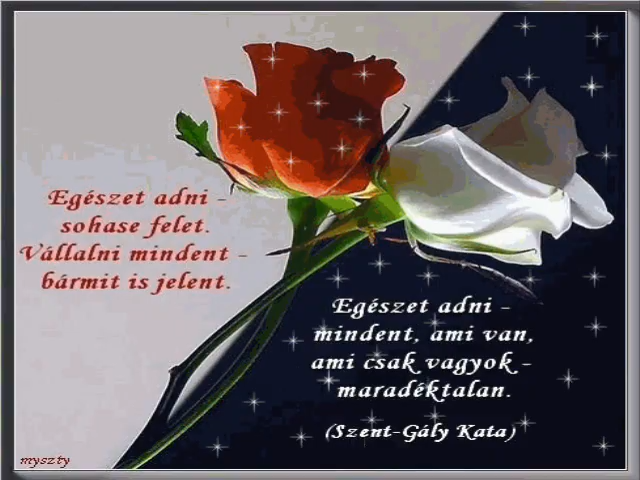 Egészet adni -
sohase felet.
Vállalni mindent -
bármit is jelent.
Egészet adni -
mindent, ami van,
ami csak vagyok -
maradéktalan.
(Szent-Gály Kata)
myszty